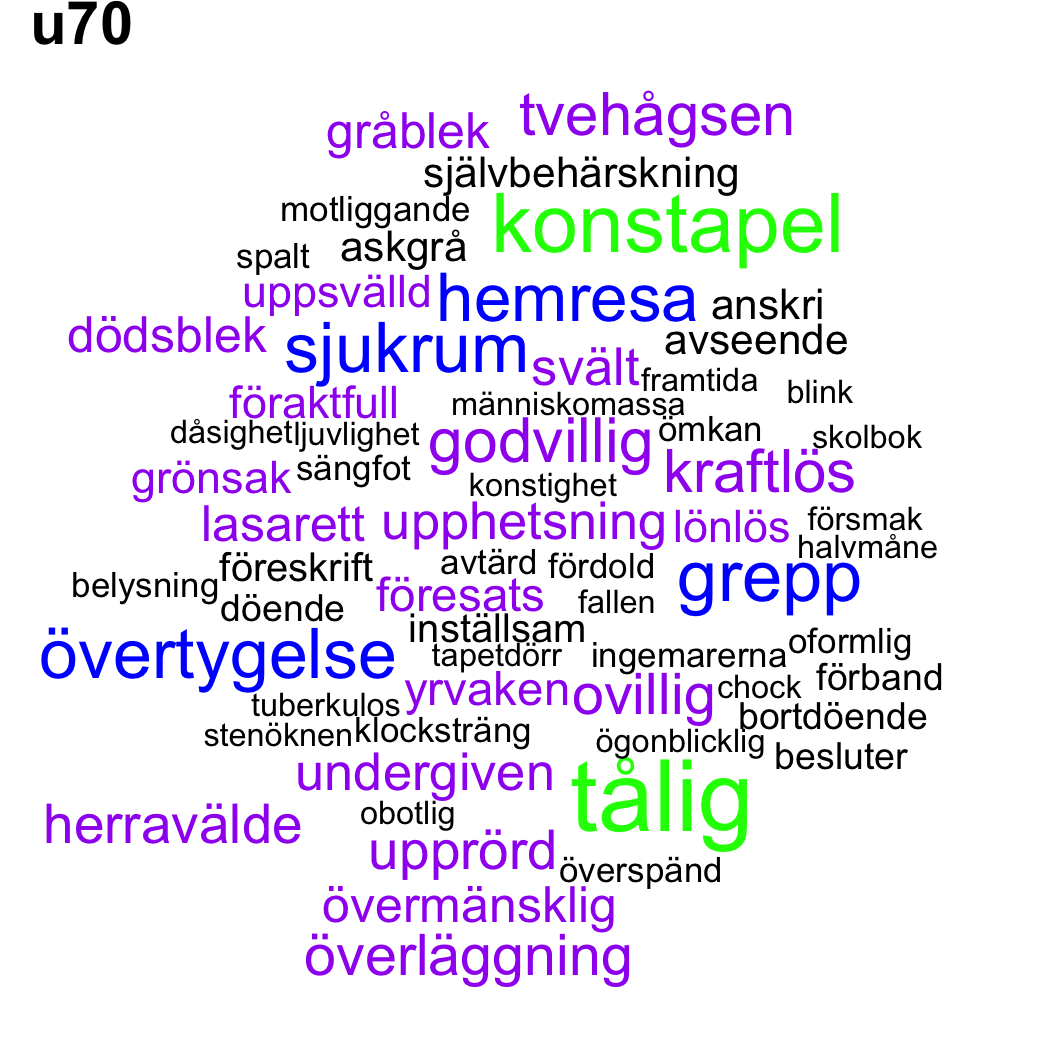 u70
gråblek tvehågsen
självbehärskning
motliggande konstapel
spalt askgrå
uppsvälld hemresa anskri
dödsblek sjukrum avseende
svält framtida blink
föraktfull människomassa
dåsighet ljuvlighet godvillig ömkan skolbok
grönsak sängfot kraftlös
konstighet
lasarett upphetsning lönlös försmak
halvmåne
föreskrift avtärd fördold grepp
belysning föresats fallen
döende
inställsam
övertygelse tapetdörr ingemarerna oformlig
förband
yrvaken ovillig chock
tuberkulos bortdöende
stenöknen klocksträng ögonblicklig
besluter
undergiven tålig
herravälde obotlig
upprörd överspänd
övermänsklig
överläggning